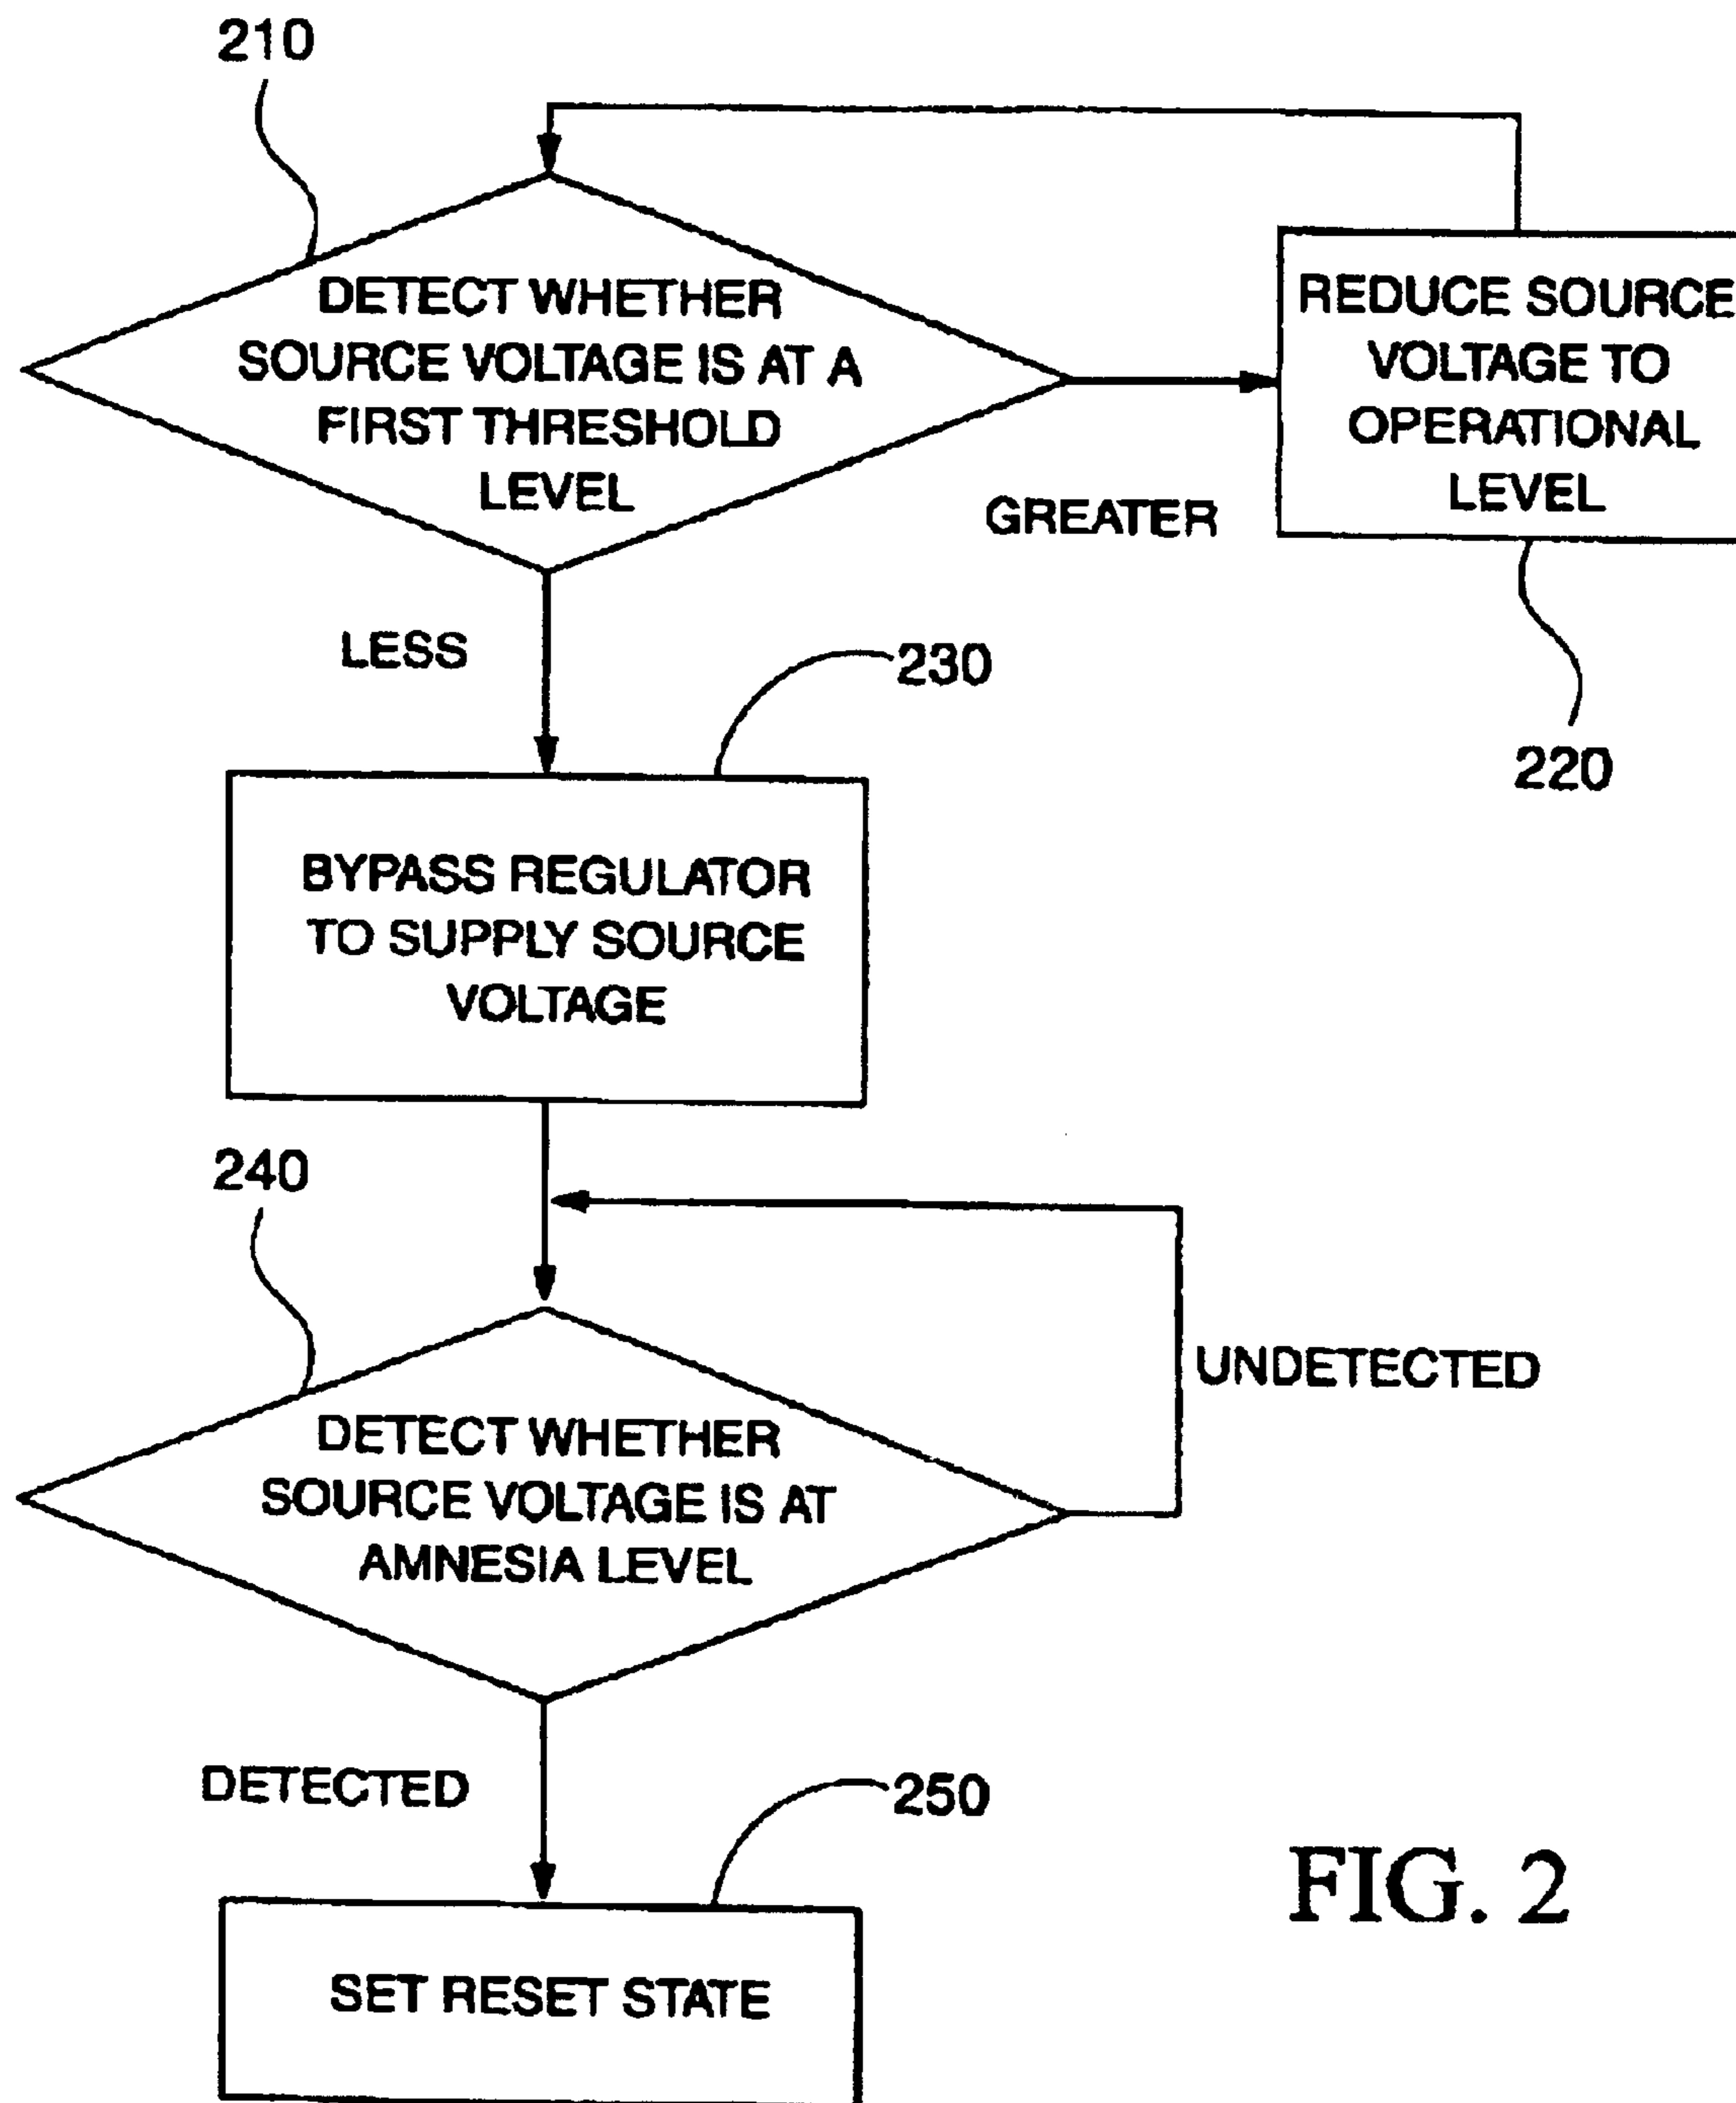 210
DETECT WHETHER
SOURCE VOLTAGE IS AT A
FIRST THRESHOLD
LEVEL
REDUCE SOURCE
VOLTAGE TO
OPERATIONAL
LEVEL
GREATER
LESS
230
220
BYPASS REGULATOR
TO SUPPLY SOURCE
VOLTAGE
240
UNDETECTED
DETECT WHETHER
SOURCE VOLTAGE IS AT
AMNESIA LEVEL
DETECTED
250
FIG. 2
SET RESET STATE